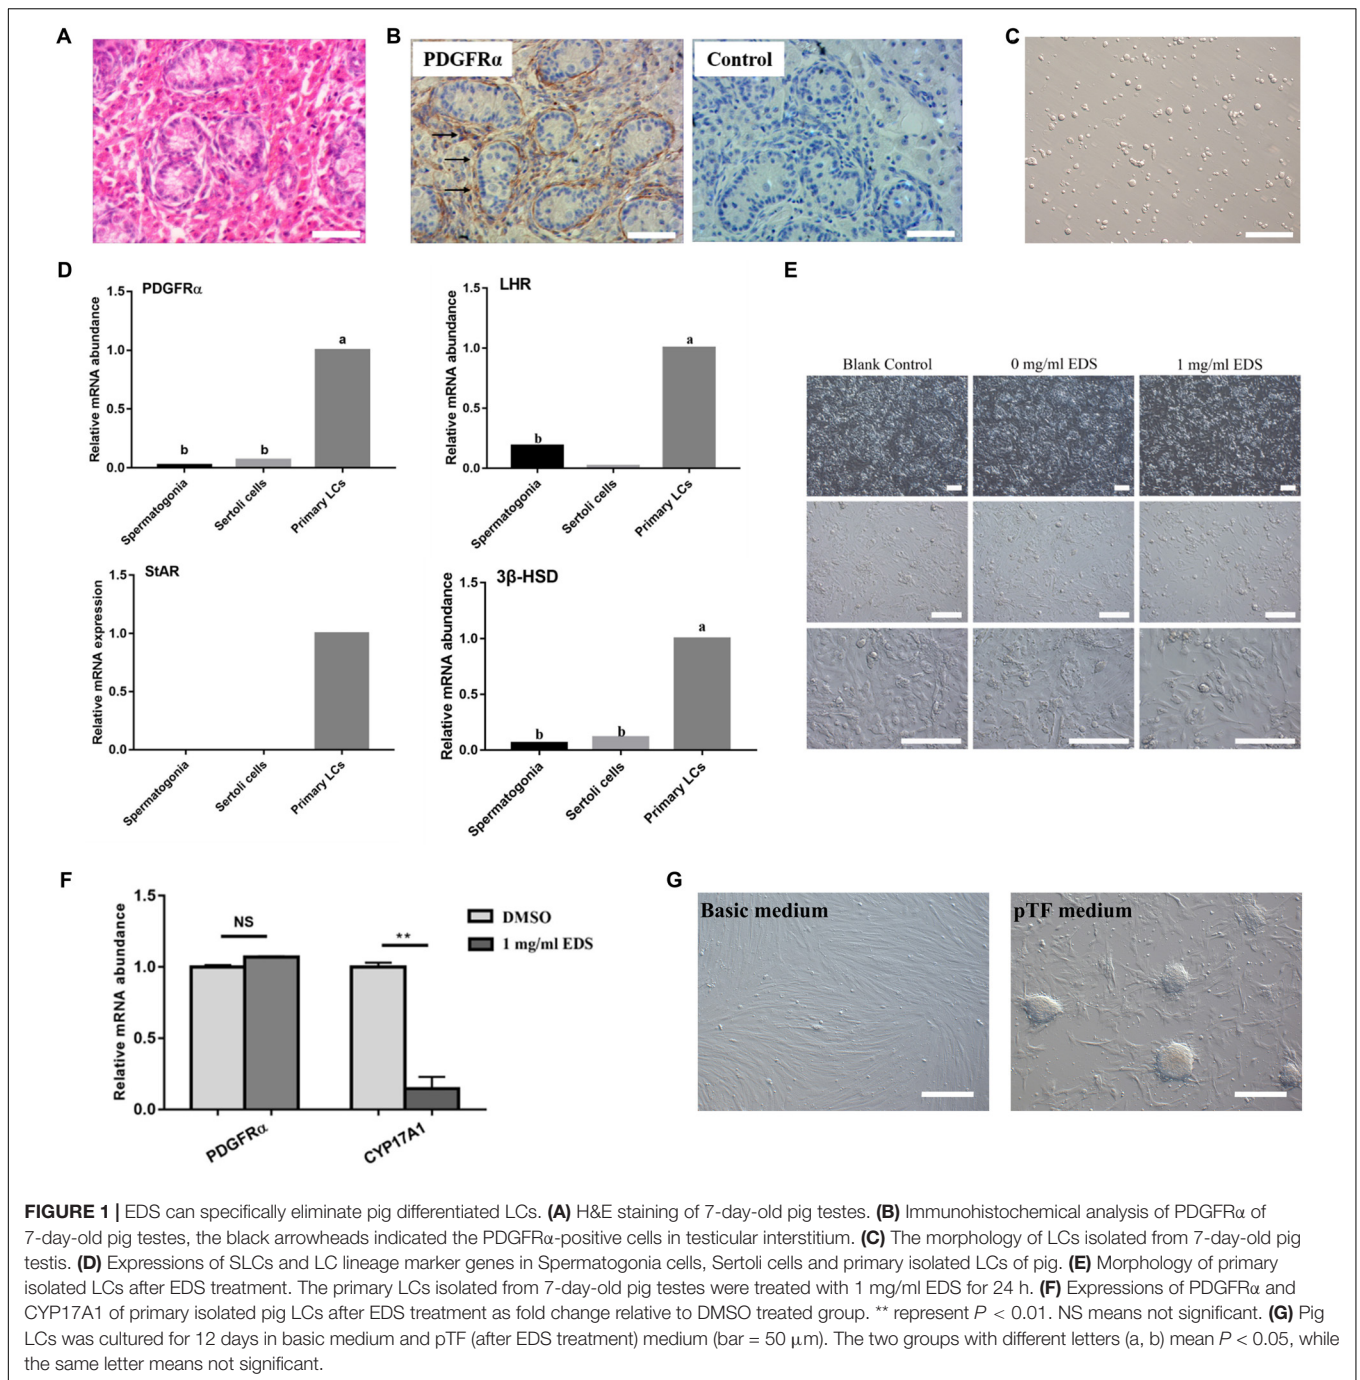 A
B
PDGFRα
Control
C
D
PDGFRα
Relative mRNA abundance
1.5
1.0
0.5
0.0
b
b
a
Spermatogonia
Sertoli cells
Primary LCs
LHR
Relative mRNA abundance
1.5
1.0
0.5
0.0
b
a
Spermatogonia
Sertoli cells
Primary LCs
StAR
Relative mRNA expression
1.5
1.0
0.5
0.0
Spermatogonia
Sertoli cells
Primary LCs
3β-HSD
Relative mRNA abundance
1.5
1.0
0.5
0.0
b
b
a
Spermatogonia
Sertoli cells
Primary LCs
E
Blank Control
0 mg/ml EDS
1 mg/ml EDS
F
Relative mRNA abundance
1.5
1.0
0.5
0.0
NS
**
DMSO
1 mg/ml EDS
PDGFRα
CYP17A1
G
Basic medium
pTF medium
FIGURE 1 | EDS can specifically eliminate pig differentiated LCs. (A) H&E staining of 7-day-old pig testes. (B) Immunohistochemical analysis of PDGFRα of
7-day-old pig testes, the black arrowheads indicated the PDGFRα-positive cells in testicular interstitium. (C) The morphology of LCs isolated from 7-day-old pig
testis. (D) Expressions of SLCs and LC lineage marker genes in Spermatogonia cells, Sertoli cells and primary isolated LCs of pig. (E) Morphology of primary
isolated LCs after EDS treatment. The primary LCs isolated from 7-day-old pig testes were treated with 1 mg/ml EDS for 24 h. (F) Expressions of PDGFRα and
CYP17A1 of primary isolated pig LCs after EDS treatment as fold change relative to DMSO treated group. ** represent P < 0.01. NS means not significant. (G) Pig
LCs was cultured for 12 days in basic medium and pTF (after EDS treatment) medium (bar = 50 μm). The two groups with different letters (a, b) mean P < 0.05, while
the same letter means not significant.